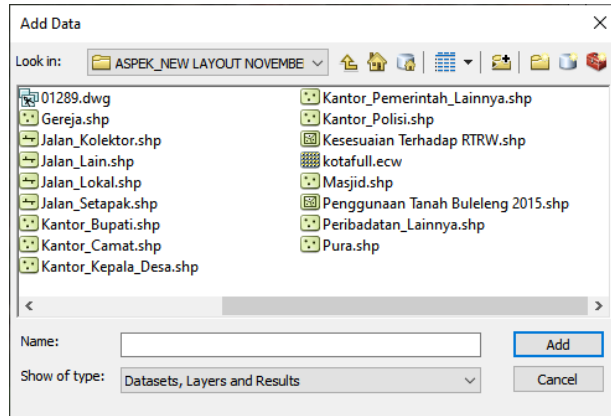 Add Data
Look in:
ASPEK_NEW LAYOUT NOVEMBE
01289.dwg
Gereja.shp
Jalan_Kolektor.shp
Jalan_Lain.shp
Jalan_Lokal.shp
Jalan_Setapak.shp
Kantor_Bupati.shp
Kantor_Camat.shp
Kantor_Kepala_Desa.shp
Kantor_Pemerintah_Lainnya.shp
Kantor_Polisi.shp
Kesesuaian Terhadap RTRW.shp
kotafull.ecw
Masjid.shp
Penggunaan Tanah Buleleng 2015.shp
Peribadatan_Lainnya.shp
Pura.shp
Name:
Add
Show of type:
Datasets, Layers and Results
Cancel